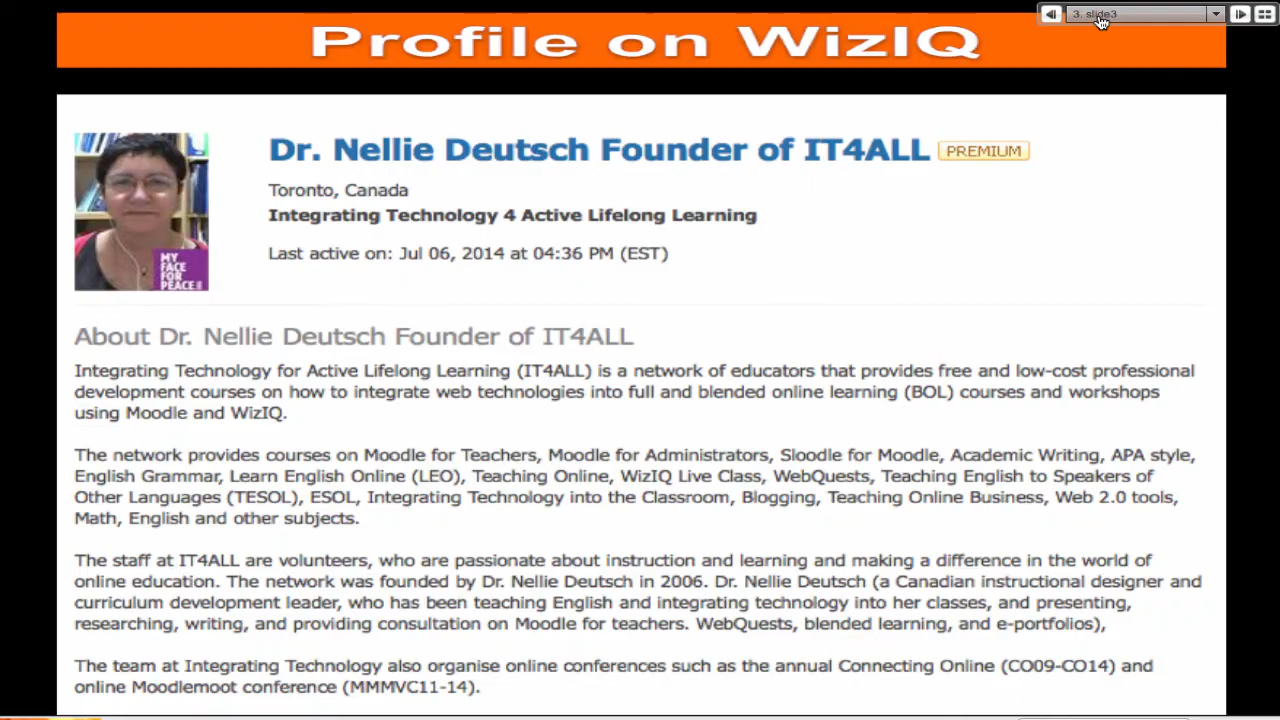 3. slide3
Profile on WizIQ
Dr. Nellie Deutsch Founder of IT4ALL PREMIUM
Toronto, Canada
Integrating Technology 4 Active Lifelong Learning
Last active on: Jul 06, 2014 at 04:36 PM (EST)
MY
FACE
FOR
PEACE
About Dr. Nellie Deutsch Founder of IT4ALL
Integrating Technology for Active Lifelong Learning (IT4ALL) is a network of educators that provides free and low-cost professional
development courses on how to integrate web technologies into full and blended online learning (BOL) courses and workshops
using Moodle and WizIQ.
The network provides courses on Moodle for Teachers, Moodle for Administrators, Sloodle for Moodle, Academic Writing, APA style,
English Grammar, Learn English Online (LEO), Teaching Online, WizIQ Live Class, WebQuests, Teaching English to Speakers of
Other Languages (TESOL), ESOL, Integrating Technology into the Classroom, Blogging, Teaching Online Business, Web 2.0 tools,
Math, English and other subjects.
The staff at IT4ALL are volunteers, who are passionate about instruction and learning and making a difference in the world of
online education. The network was founded by Dr. Nellie Deutsch in 2006. Dr. Nellie Deutsch (a Canadian instructional designer and
curriculum development leader, who has been teaching English and integrating technology into her classes, and presenting,
researching, writing, and providing consultation on Moodle for teachers. WebQuests, blended learning, and e-portfolios),
The team at Integrating Technology also organise online conferences such as the annual Connecting Online (CO09-CO14) and
online Moodlemoot conference (MMMVC11-14).